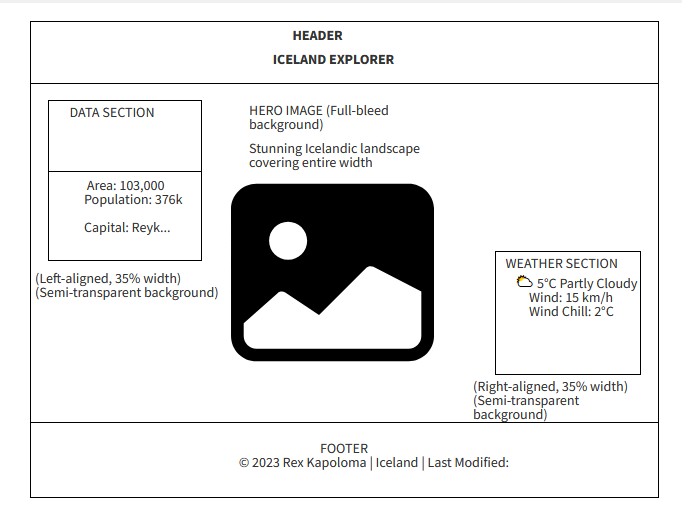 HEADER
ICELAND EXPLORER
DATA SECTION
Area: 103,000
Population: 376k
Capital: Reyk...
(Left-aligned, 35% width)
(Semi-transparent background)
HERO IMAGE (Full-bleed
background)
Stunning Icelandic landscape
covering entire width
WEATHER SECTION
5°C Partly Cloudy
Wind: 15 km/h
Wind Chill: 2°C
(Right-aligned, 35% width)
(Semi-transparent
background)
FOOTER
© 2023 Rex Kapoloma | Iceland | Last Modified: